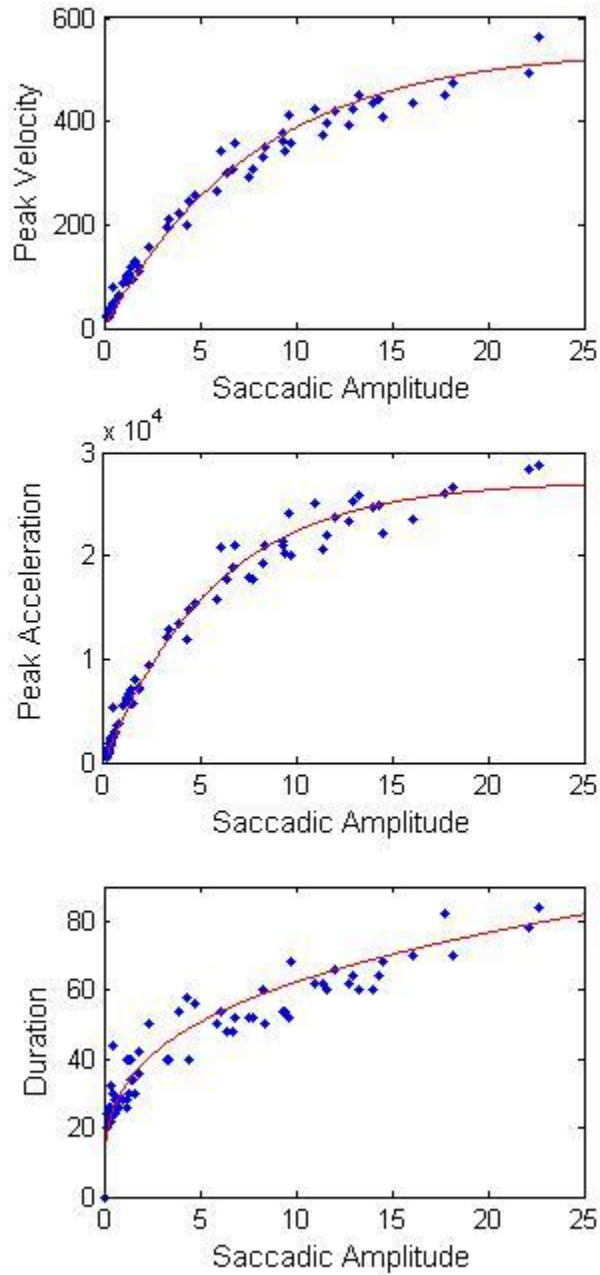 600
400
200
0
Peak Velocity
0 5 10 15 20 25
Saccadic Amplitude
x 10^4
3
2
1
0
Peak Acceleration
0 5 10 15 20 25
Saccadic Amplitude
80
60
40
20
0
Duration
0 5 10 15 20 25
Saccadic Amplitude